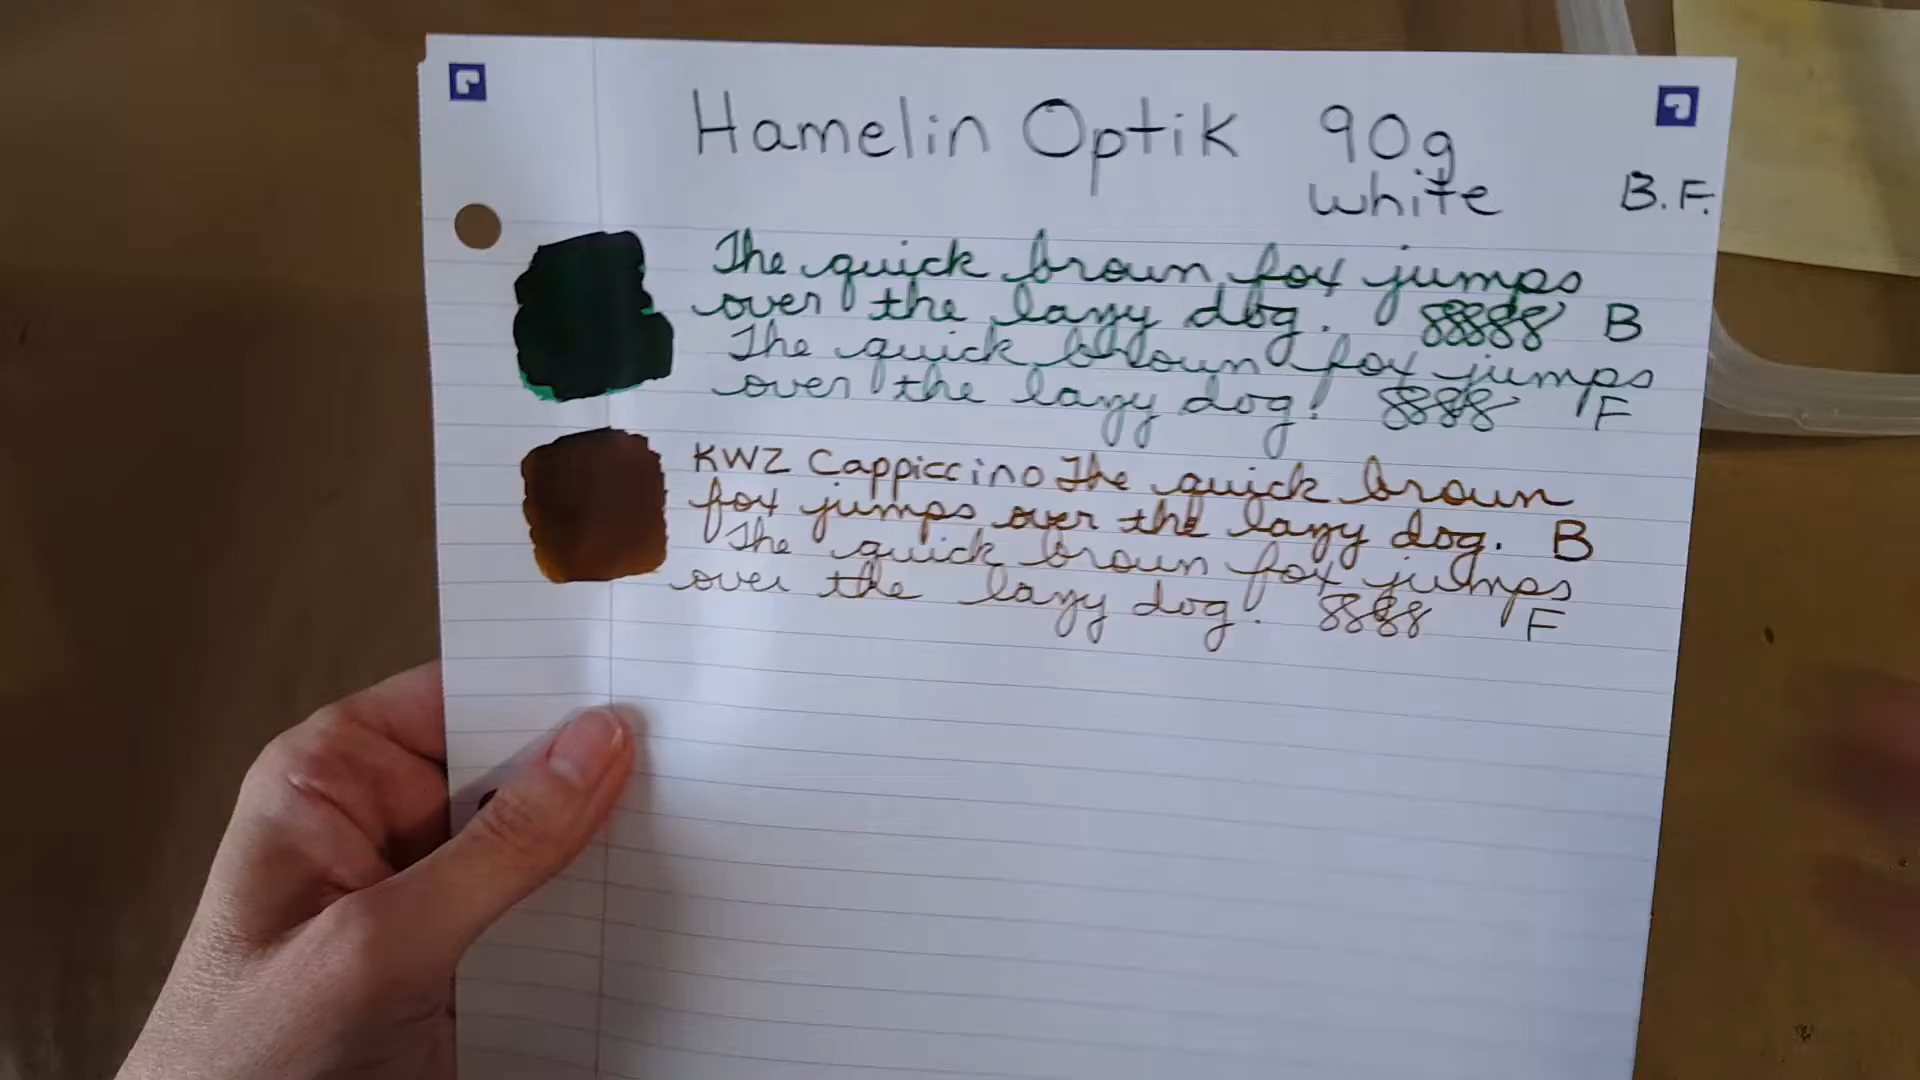 Hamelin Optik 90g
white B.F.
The quick brown fox jumps
over the lazy dog. 88888 B
The quick brown fox jumps
over the lazy dog! 8888 F
KWZ Cappiccino The quick brown
fox jumps over the lazy dog. B
The quick brown fox jumps
over the lazy dog! 8888 F